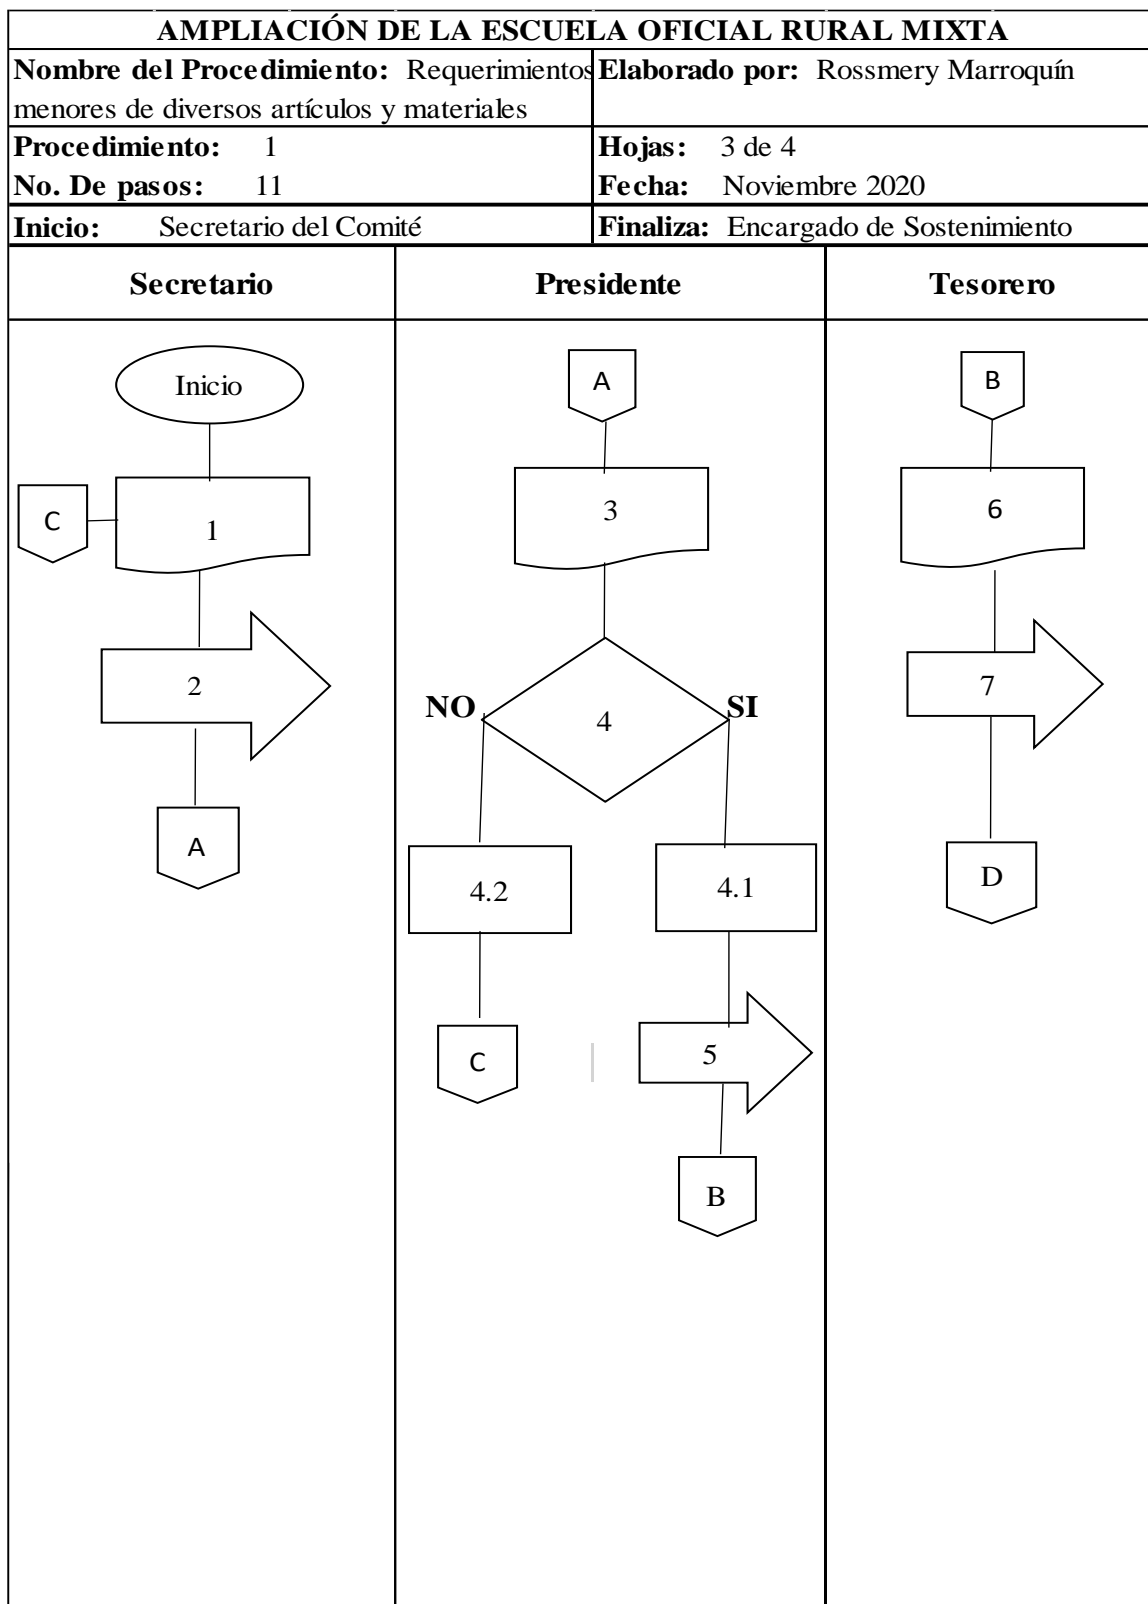 AMPLIACIÓN DE LA ESCUELA OFICIAL RURAL MIXTA
Nombre del Procedimiento: Requerimientos
menores de diversos artículos y materiales
Elaborado por: Rossmery Marroquín
Procedimiento: 1
No. De pasos: 11
Hojas: 3 de 4
Fecha: Noviembre 2020
Inicio: Secretario del Comité
Finaliza: Encargado de Sostenimiento
Secretario
Presidente
Tesorero
Inicio
C
1
2
A
A
3
NO
4
SI
4.2
4.1
C
5
B
B
6
7
D